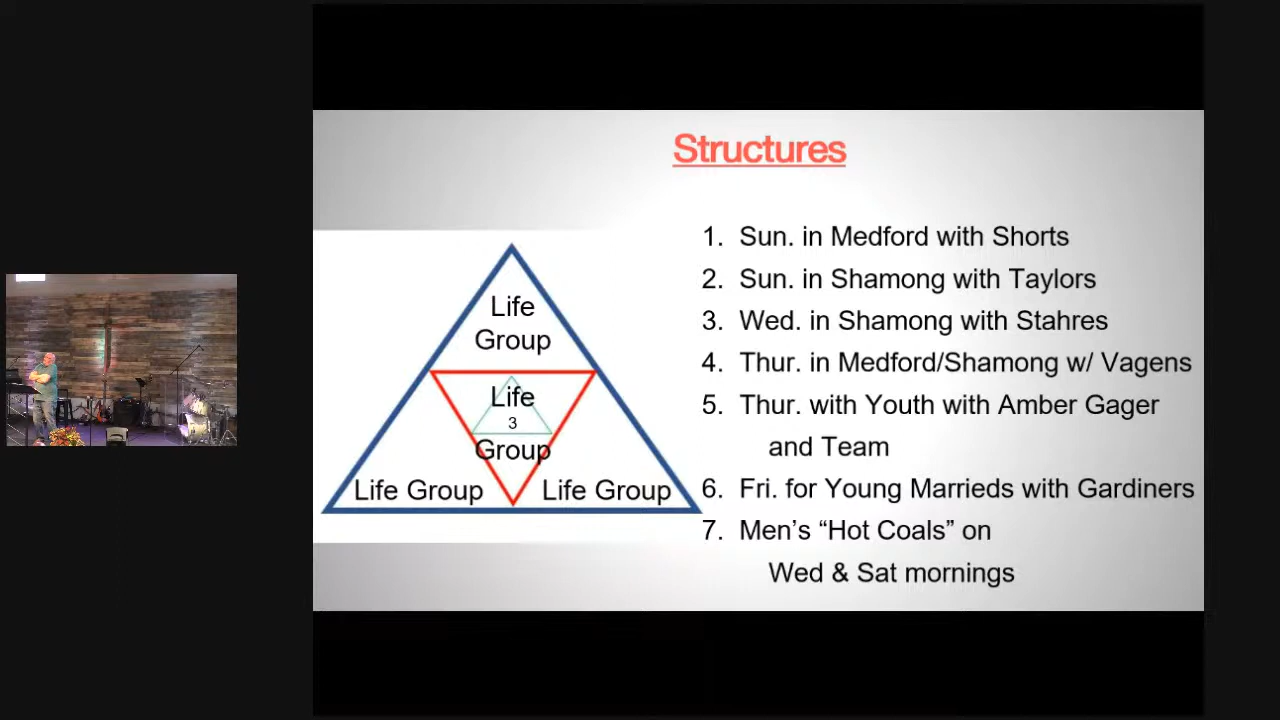 Structures
Life
Group
Life
3
Group
Life Group
Life Group
1. Sun. in Medford with Shorts
2. Sun. in Shamong with Taylors
3. Wed. in Shamong with Stahres
4. Thur. in Medford/Shamong w/ Vagens
5. Thur. with Youth with Amber Gager
and Team
6. Fri. for Young Marrieds with Gardiners
7. Men’s “Hot Coals” on
Wed & Sat mornings